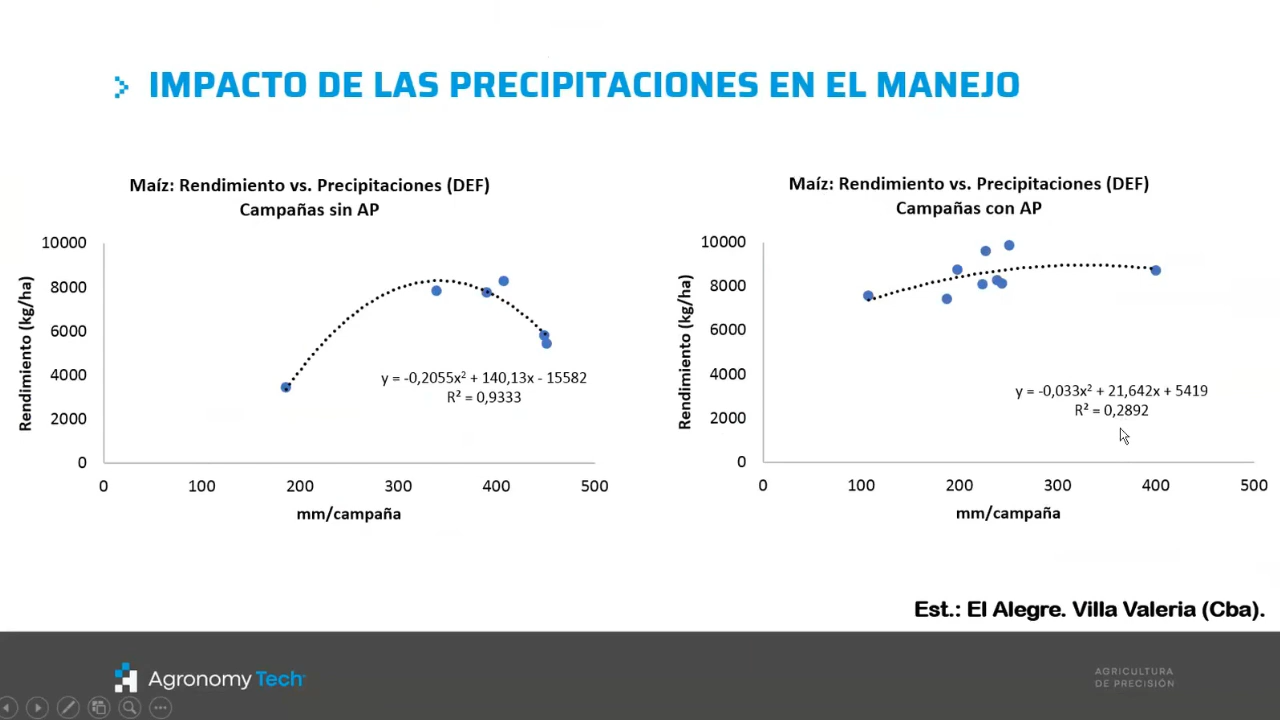 IMPACTO DE LAS PRECIPITACIONES EN EL MANEJO
Maíz: Rendimiento vs. Precipitaciones (DEF)
Campañas sin AP
Rendimiento (kg/ha)
10000
8000
6000
4000
2000
0
0 100 200 300 400 500
mm/campaña
y = -0,2055x² + 140,13x - 15582
R² = 0,9333
Maíz: Rendimiento vs. Precipitaciones (DEF)
Campañas con AP
Rendimiento (kg/ha)
10000
8000
6000
4000
2000
0
0 100 200 300 400 500
mm/campaña
y = -0,033x² + 21,642x + 5419
R² = 0,2892
Est.: El Alegre. Villa Valeria (Cba).
Agronomy Tech
AGRICULTURA
DE PRECISIÓN